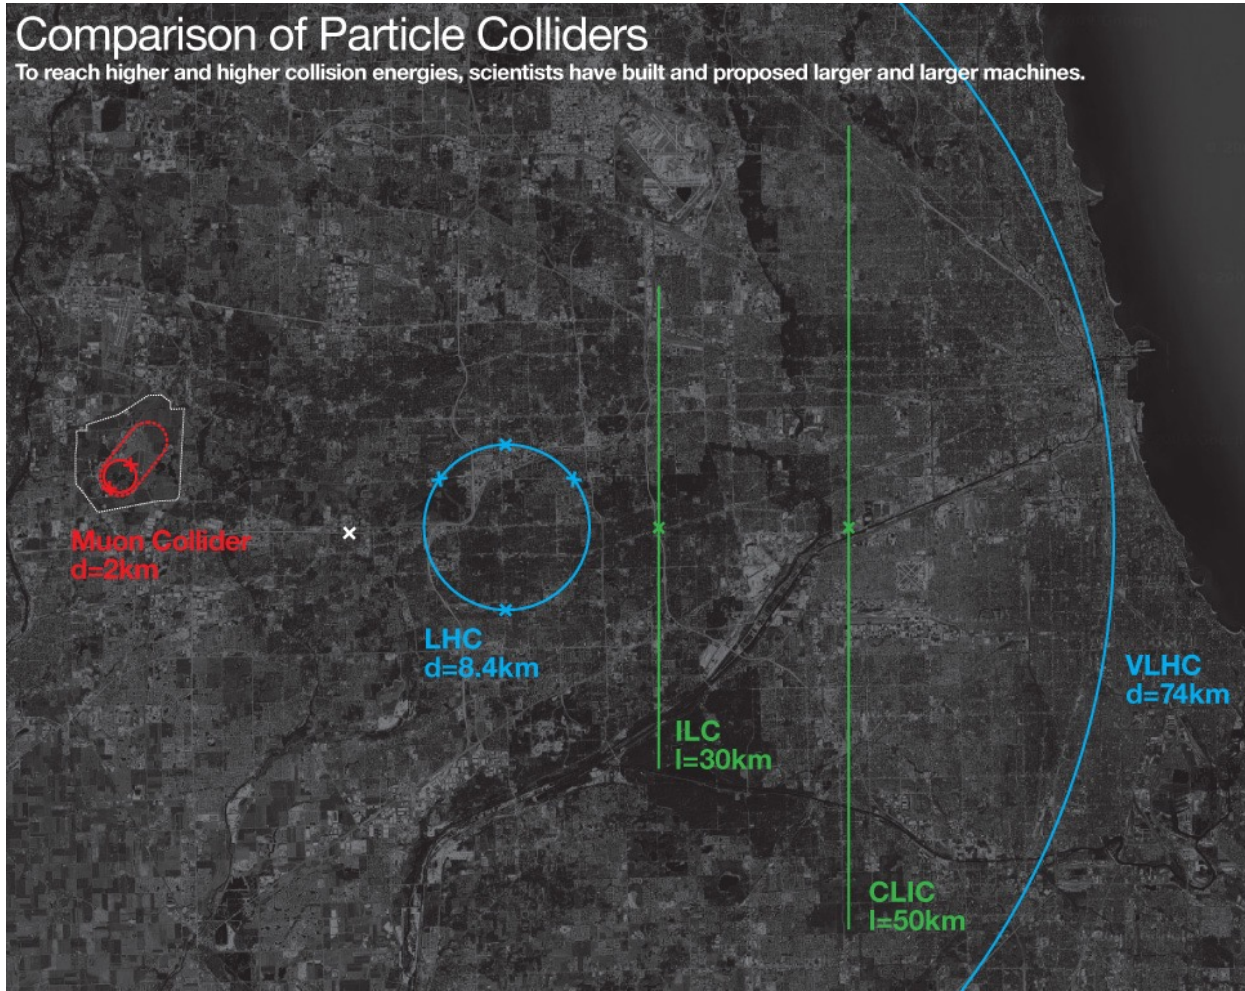 Comparison of Particle Colliders
To reach higher and higher collision energies, scientists have built and proposed larger and larger machines.
Muon Collider
d=2km
LHC
d=8.4km
ILC
l=30km
VLHC
d=74km
CLIC
l=50km